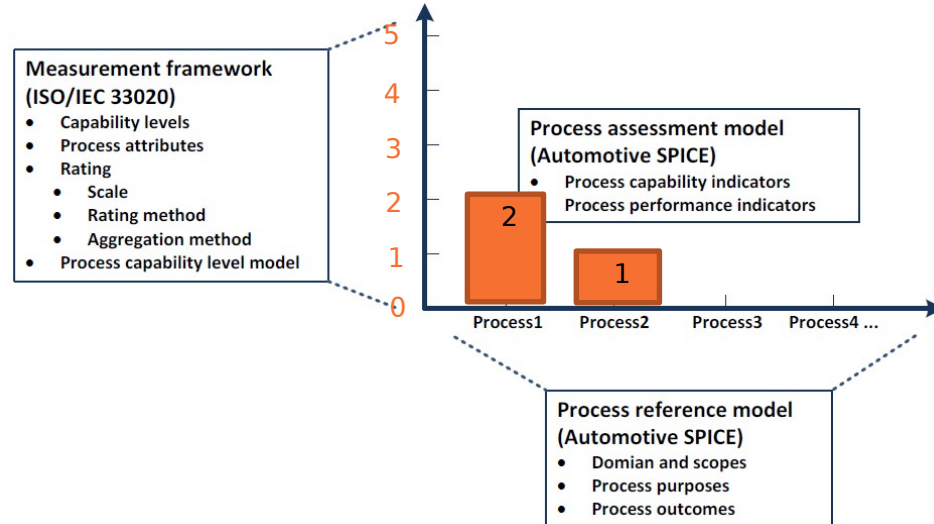 Measurement framework
(ISO/IEC 33020)
• Capability levels
• Process attributes
• Rating
• Scale
• Rating method
• Aggregation method
• Process capability level model
5
4
3
2
1
0
Process assessment model
(Automotive SPICE)
• Process capability indicators
Process performance indicators
2
1
Process1 Process2 Process3 Process4 ...
Process reference model
(Automotive SPICE)
• Domian and scopes
• Process purposes
• Process outcomes